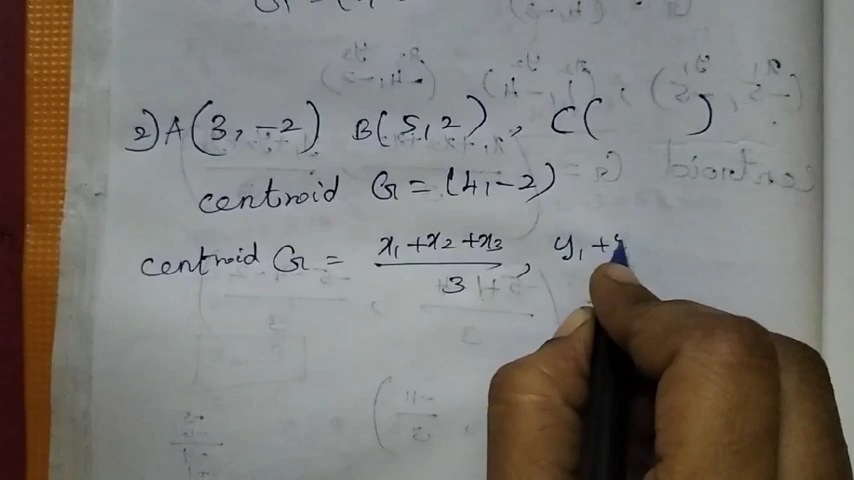 G = (
2) A(3, -2) B(5, 2), C( )
centroid G = (4, -2)
centroid G = x₁ + x₂ + x₃ / 3, y₁ + y